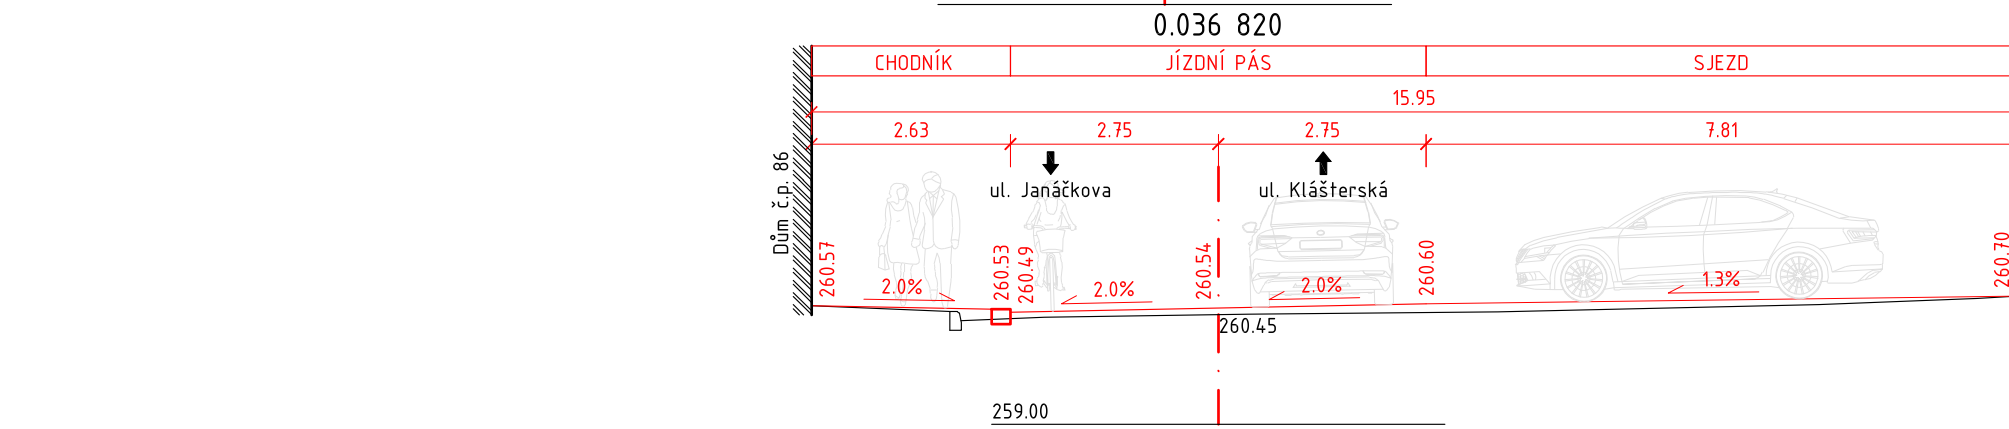 0.036 820
CHODNÍK JÍZDNÍ PÁS SJEZD
15.95
2.63 2.75 2.75 7.81
Dům č.p. 86
ul. Janáčkova ul. Klášterská
260.57 260.53 260.49 260.54 260.60 260.70
2.0% 2.0% 2.0% 1.3%
260.45
259.00